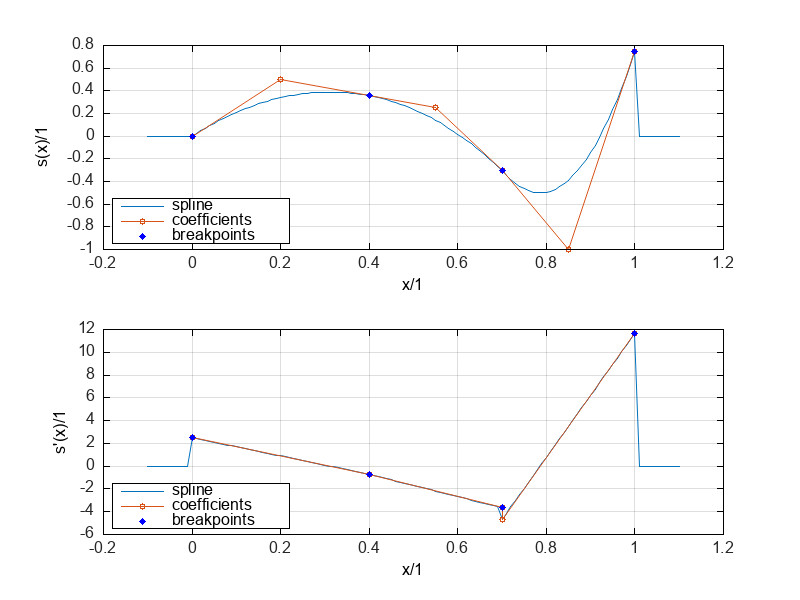 0.8
0.6
0.4
0.2
0
-0.2
-0.4
-0.6
-0.8
-1
s(x)/1
spline
coefficients
breakpoints
-0.2 0 0.2 0.4 0.6 0.8 1 1.2
x/1
12
10
8
6
4
2
0
-2
-4
-6
s'(x)/1
spline
coefficients
breakpoints
-0.2 0 0.2 0.4 0.6 0.8 1 1.2
x/1